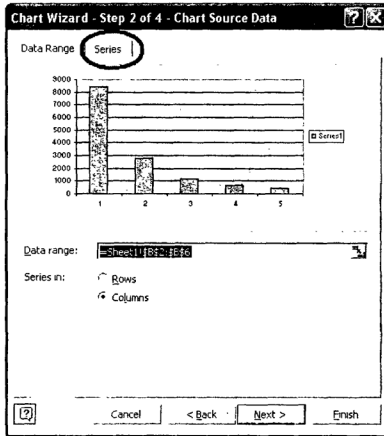 Chart Wizard - Step 2 of 4 - Chart Source Data
Data Range Series
9000
8000
7000
6000
5000
4000
3000
2000
1000
0
1 2 3 4 5
Series1
Data range: =Sheet1!$B$2:$B$6
Series in: Rows
Columns
Cancel < Back Next > Finish